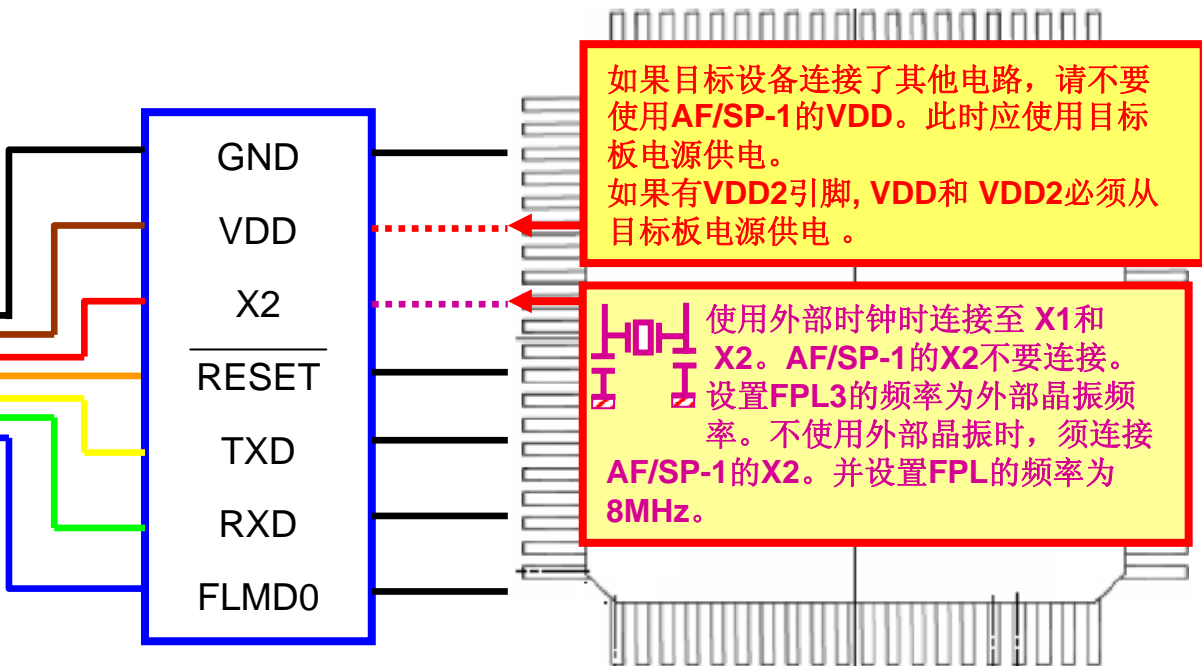 GND
VDD
X2
RESET
TXD
RXD
FLMD0
如果目标设备连接了其他电路，请不要
使用AF/SP-1的VDD。此时应使用目标
板电源供电。
如果有VDD2引脚, VDD和 VDD2必须从
目标板电源供电 。
使用外部时钟时连接至 X1和
X2。AF/SP-1的X2不要连接。
设置FPL3的频率为外部晶振频
率。不使用外部晶振时，须连接
AF/SP-1的X2。并设置FPL的频率为
8MHz。